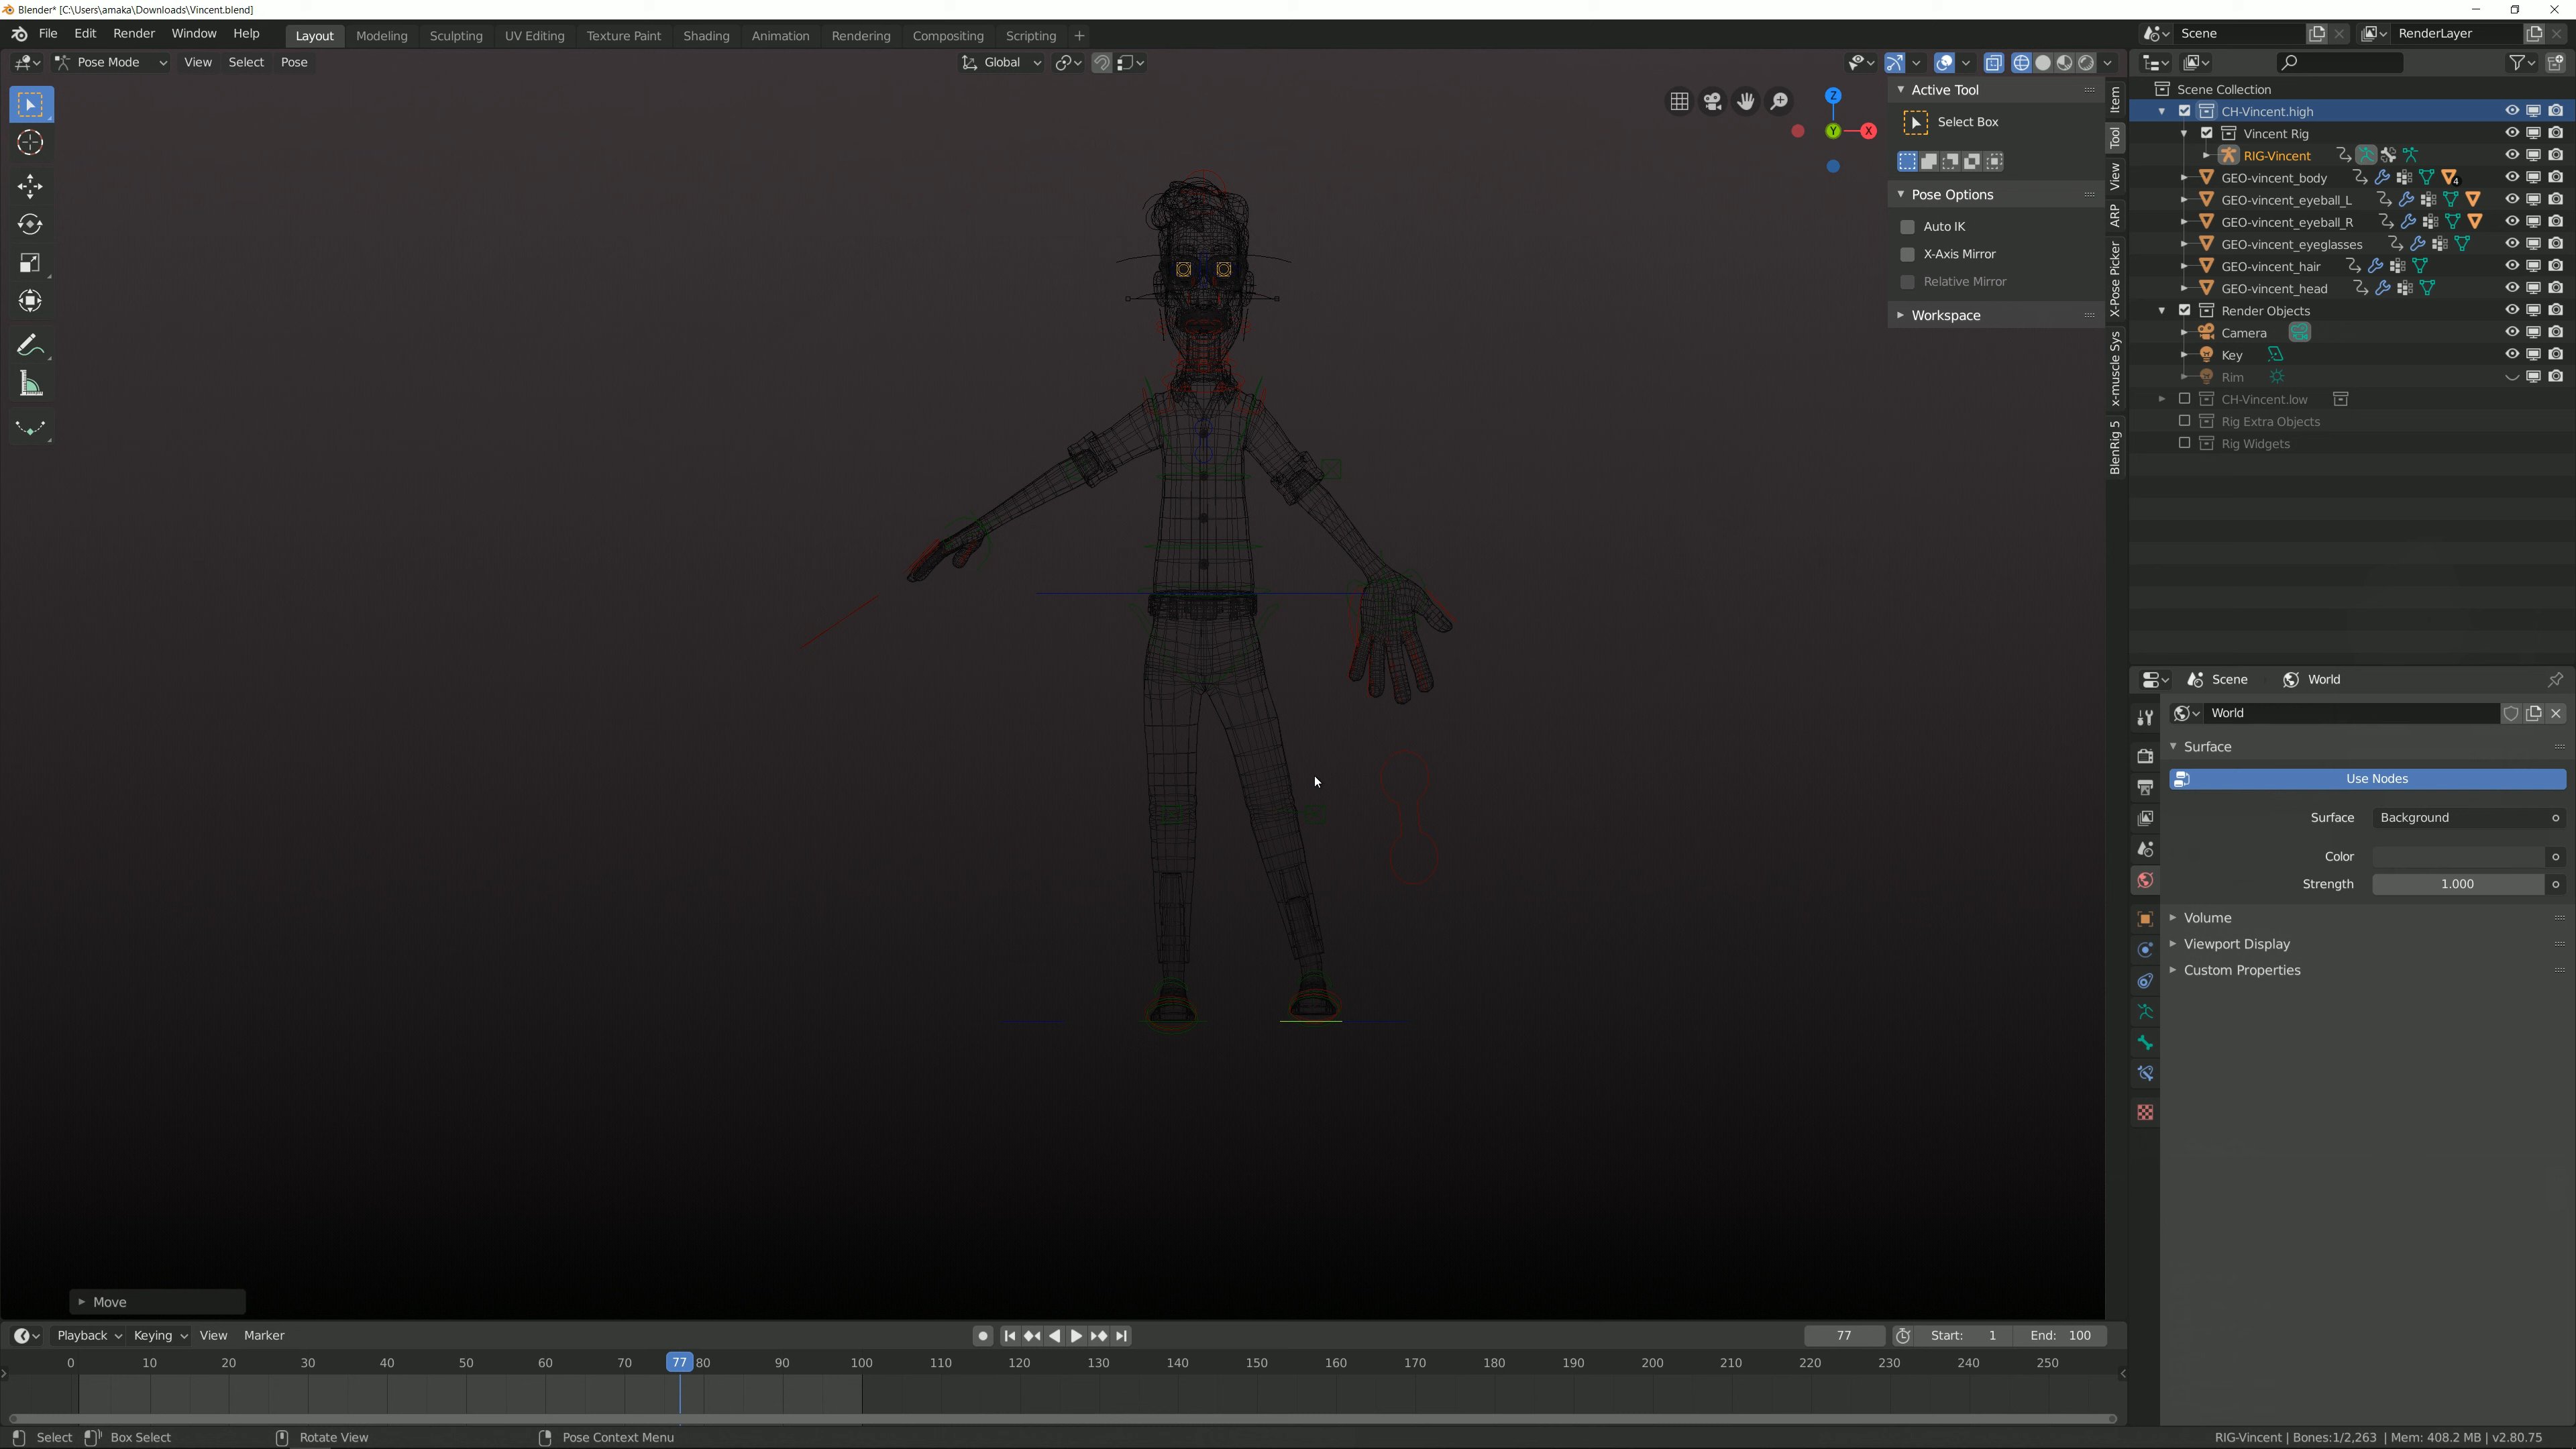 Blender* [C:\Users\amaka\Downloads\Vincent.blend]
File Edit Render Window Help Layout Modeling Sculpting UV Editing Texture Paint Shading Animation Rendering Compositing Scripting + Scene RenderLayer
Pose Mode View Select Pose Global
Z
X
Y
Active Tool
Select Box
Pose Options
Auto IK
X-Axis Mirror
Relative Mirror
Workspace
Item
Tool
View
ARP
X-Pose Picker
x-muscle Sys
BlenRig 5
Scene Collection
CH-Vincent.high
Vincent Rig
RIG-Vincent
GEO-vincent_body 4
GEO-vincent_eyeball_L
GEO-vincent_eyeball_R
GEO-vincent_eyeglasses
GEO-vincent_hair
GEO-vincent_head
Render Objects
Camera
Key
Rim
CH-Vincent.low
Rig Extra Objects
Rig Widgets
Scene World
World
Surface
Use Nodes
Surface Background
Color
Strength 1.000
Volume
Viewport Display
Custom Properties
Move
Playback Keying View Marker 77 Start: 1 End: 100
0 10 20 30 40 50 60 70 77 80 90 100 110 120 130 140 150 160 170 180 190 200 210 220 230 240 250
Select Box Select Rotate View Pose Context Menu RIG-Vincent | Bones:1/2,263 | Mem: 408.2 MB | v2.80.75